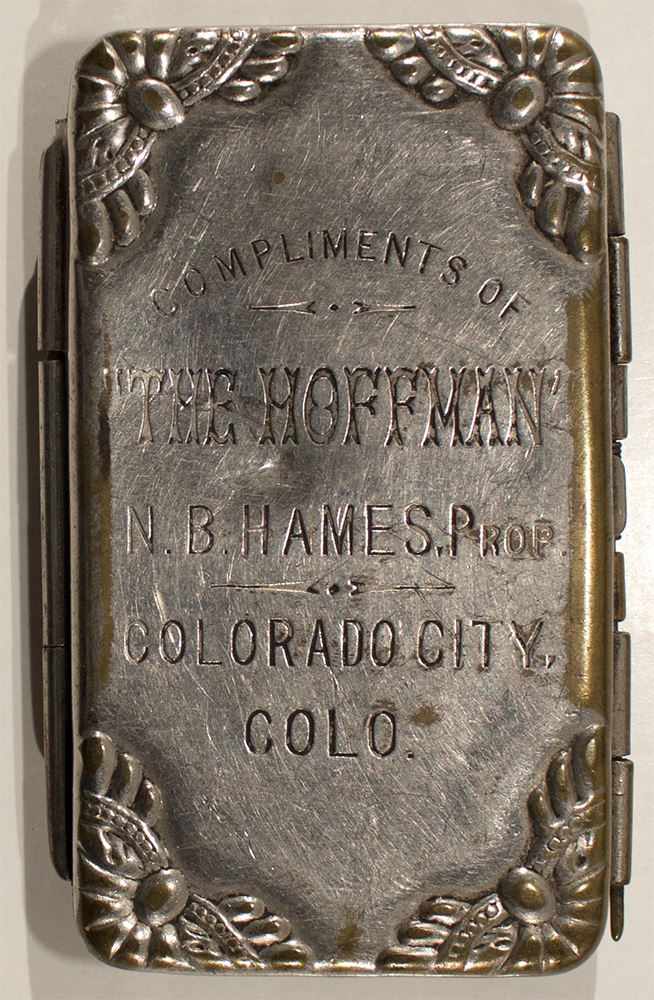 COMPLIMENTS OF
"THE HOFFMAN"
N.B. HAMES, PROP.
COLORADO CITY,
COLO.